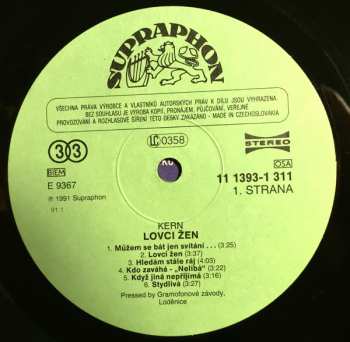 SUPRAPHON
VŠECHNA PRÁVA VÝROBCE A VLASTNÍKŮ AUTORSKÝCH PRÁV K DÍLU JSOU VYHRAZENA
BEZ SOUHLASU JE VÝROBA KOPIÍ, PRONÁJEM, PŮJČOVÁNÍ, VEŘEJNÉ
PROVOZOVÁNÍ A ROZHLASOVÉ ŠÍŘENÍ TÉTO DESKY ZAKÁZÁNO - MADE IN CZECHOSLOVAKIA
33
LC 0358
STEREO
BIEM
OSA
E 9367
11 1393-1 311
℗ 1991 Supraphon
1. STRANA
91 1
KERN
LOVCI ŽEN
1. Můžem se bát jen svítání . . . (3:25)
2. Lovci žen (3:37)
3. Hledám stále ráj (4:03)
4. Kdo zaváhá - „Nelíbá" (3:22)
5. Když jiná nepřijímá (3:16)
6. Stydlivá (3:16)
Pressed by Gramofonové závody,
Loděnice